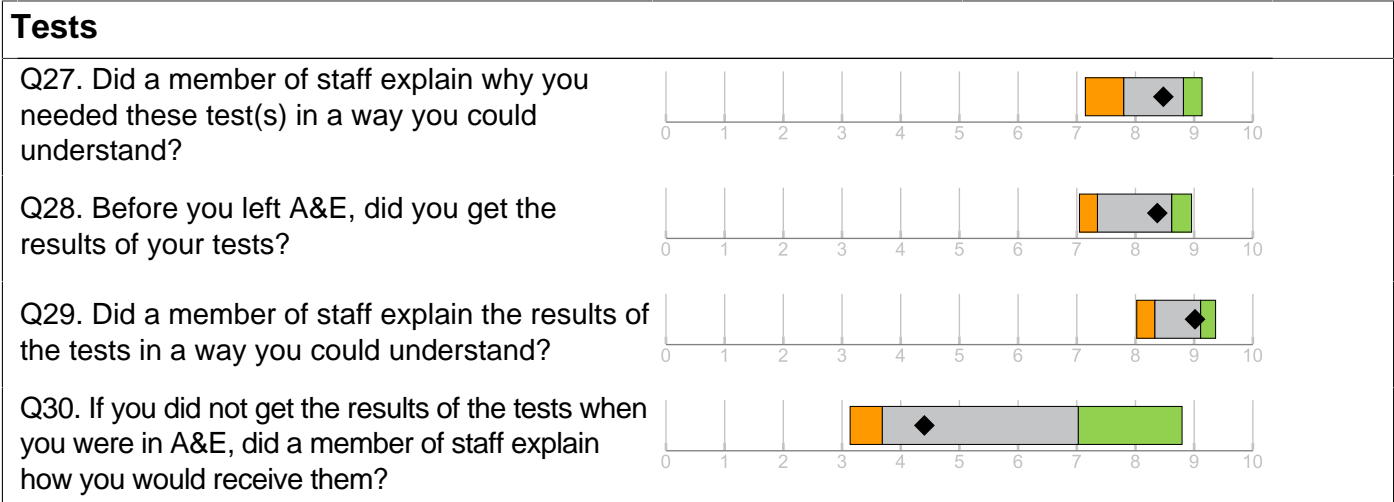 Tests
Q27. Did a member of staff explain why you
needed these test(s) in a way you could
understand?
0 1 2 3 4 5 6 7 8 9 10
Q28. Before you left A&E, did you get the
results of your tests?
0 1 2 3 4 5 6 7 8 9 10
Q29. Did a member of staff explain the results of
the tests in a way you could understand?
0 1 2 3 4 5 6 7 8 9 10
Q30. If you did not get the results of the tests when
you were in A&E, did a member of staff explain
how you would receive them?
0 1 2 3 4 5 6 7 8 9 10